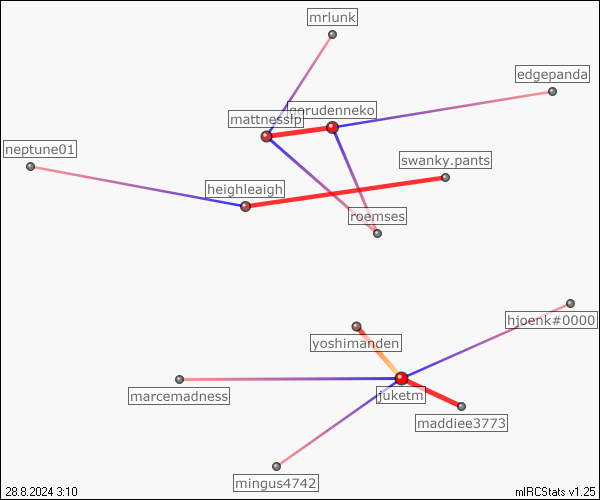 mrlunk
edgepanda
gorudenneko
mattnessfp
neptune01
swanky.pants
heighleaigh
roemses
hjoenk#0000
yoshimanden
marcemadness
juketm
maddiee3773
mingus4742
28.8.2024 3:10
mIRCStats v1.25